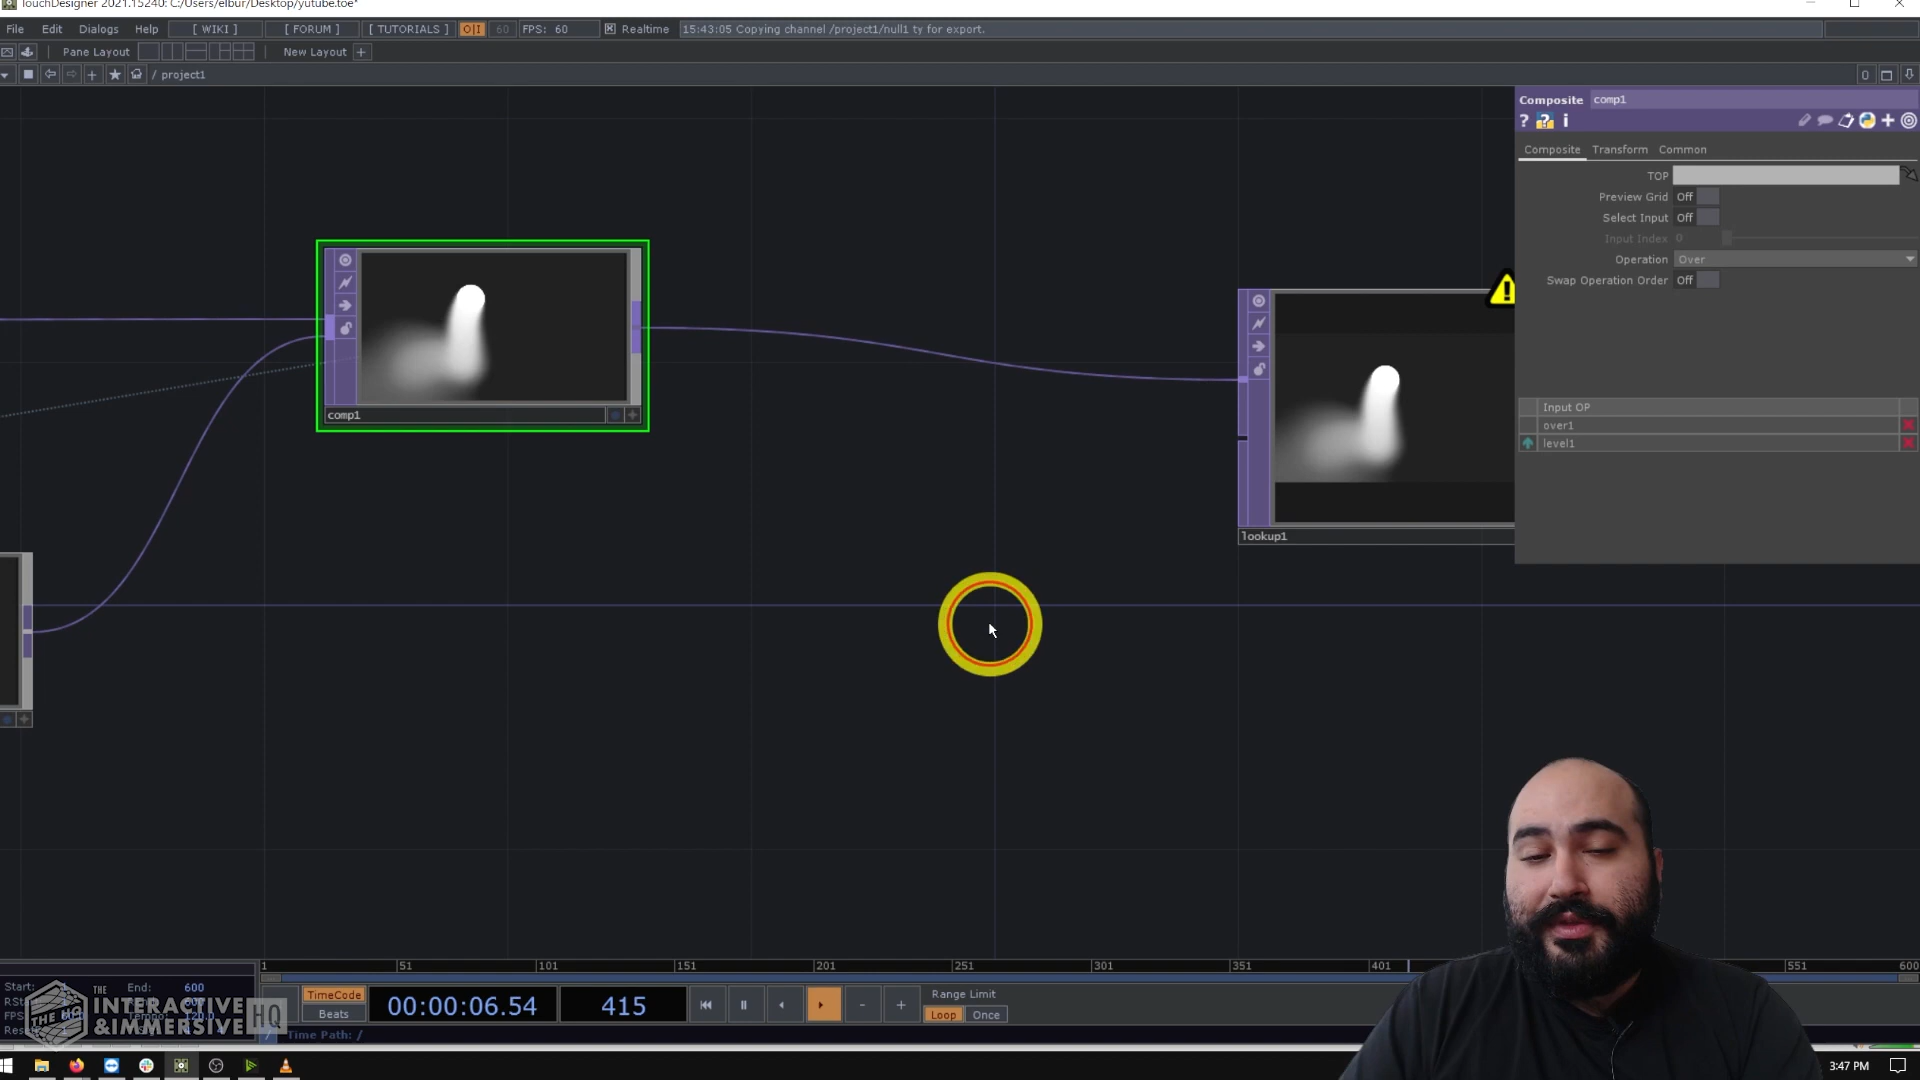 TouchDesigner 2021.15240: C:/Users/elbur/Desktop/yutube.toe*
File Edit Dialogs Help [ WIKI ] [ FORUM ] [ TUTORIALS ] O|I 60 FPS: 60 Realtime 15:43:05 Copying channel /project1/null1 ty for export.
Pane Layout New Layout +
/ project1
0
Composite comp1
? ? i
Composite Transform Common
TOP
Preview Grid Off
Select Input Off
Input Index 0
Operation Over
Swap Operation Order Off
Input OP
over1
level1
comp1
lookup1
1 51 101 151 201 251 301 351 401 551 600
Start: End: 600
TimeCode
Beats
00:00:06.54
415
- +
Range Limit
Loop Once
Time Path: /
THE HQ
THE
INTERACTIVE
&IMMERSIVE HQ
3:47 PM